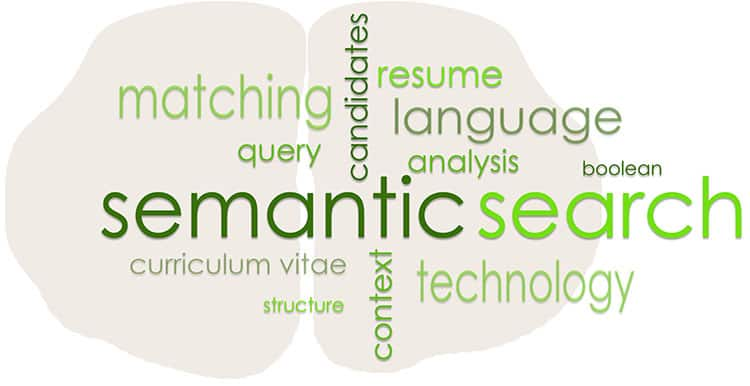 candidates
resume
matching
language
query
analysis
boolean
semantic search
curriculum vitae
context
technology
structure